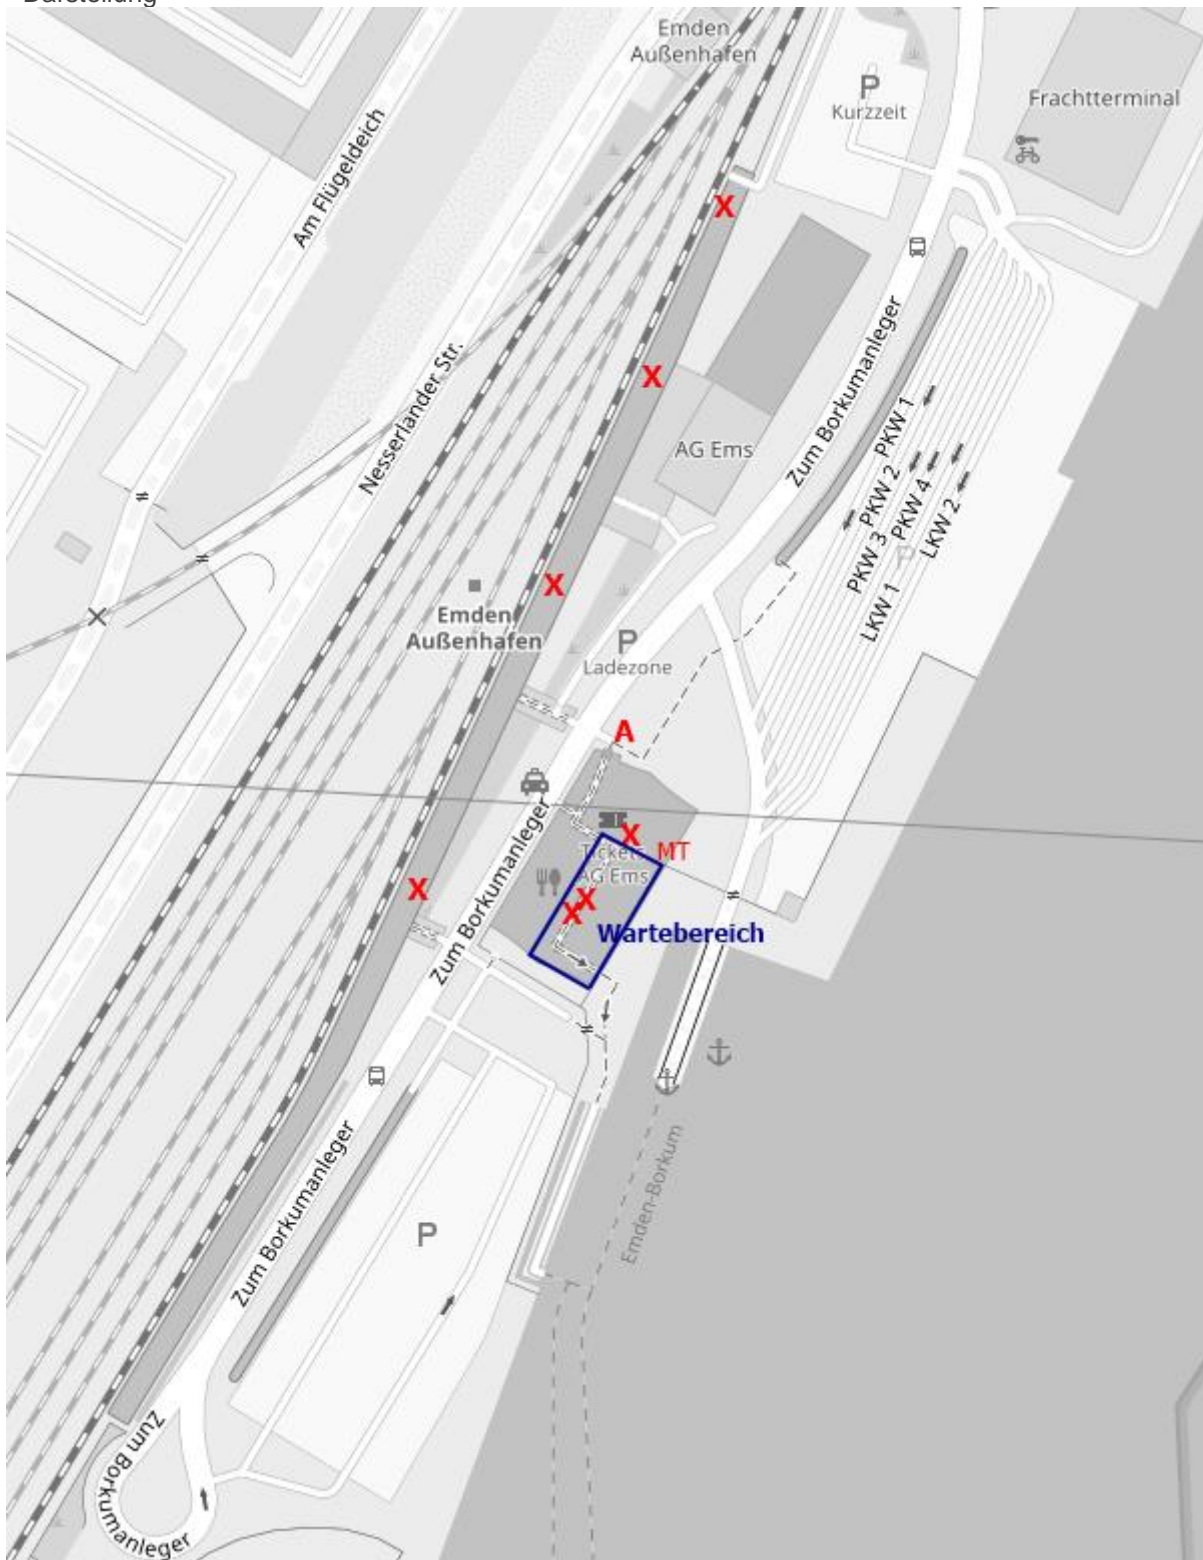 Darstellung
Emden
Außenhafen
P
Kurzzeit
Frachtterminal
Am Flügeldeich
X
Nesserlander Str.
Zum Borkumanleger
X
AG Ems
PKW 1
PKW 2
PKW 3
PKW 4
LKW 1
LKW 2
P
X
Emden
Außenhafen
P
Ladezone
A
Zum Borkumanleger
X
Tickets
AG Ems
MT
X
X
X
Wartebereich
Emden-Borkum
Zum Borkumanleger
P
Zum Borkumanleger